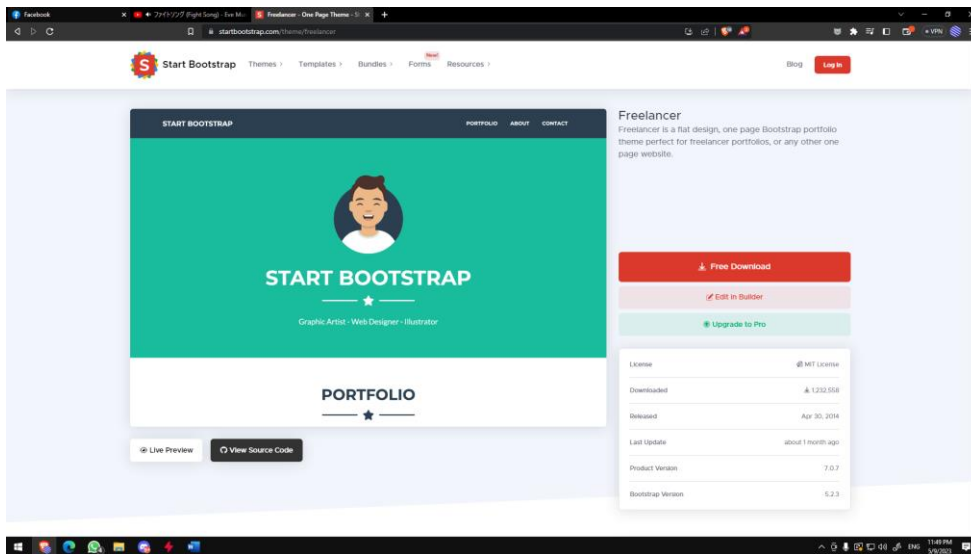 Facebook
ファイトソング (Fight Song) - Eve Mu
Freelancer - One Page Theme - St
startbootstrap.com/theme/freelancer
VPN
Start Bootstrap
Themes
Templates
Bundles
New!
Forms
Resources
Blog
Log In
START BOOTSTRAP
PORTFOLIO
ABOUT
CONTACT
START BOOTSTRAP
Graphic Artist - Web Designer - Illustrator
PORTFOLIO
Live Preview
View Source Code
Freelancer
Freelancer is a flat design, one page Bootstrap portfolio
theme perfect for freelancer portfolios, or any other one
page website.
Free Download
Edit in Builder
Upgrade to Pro
License
MIT License
Downloaded
1,232,558
Released
Apr 30, 2014
Last Update
about 1 month ago
Product Version
7.0.7
Bootstrap Version
5.2.3
ENG
11:49 PM
5/9/2023